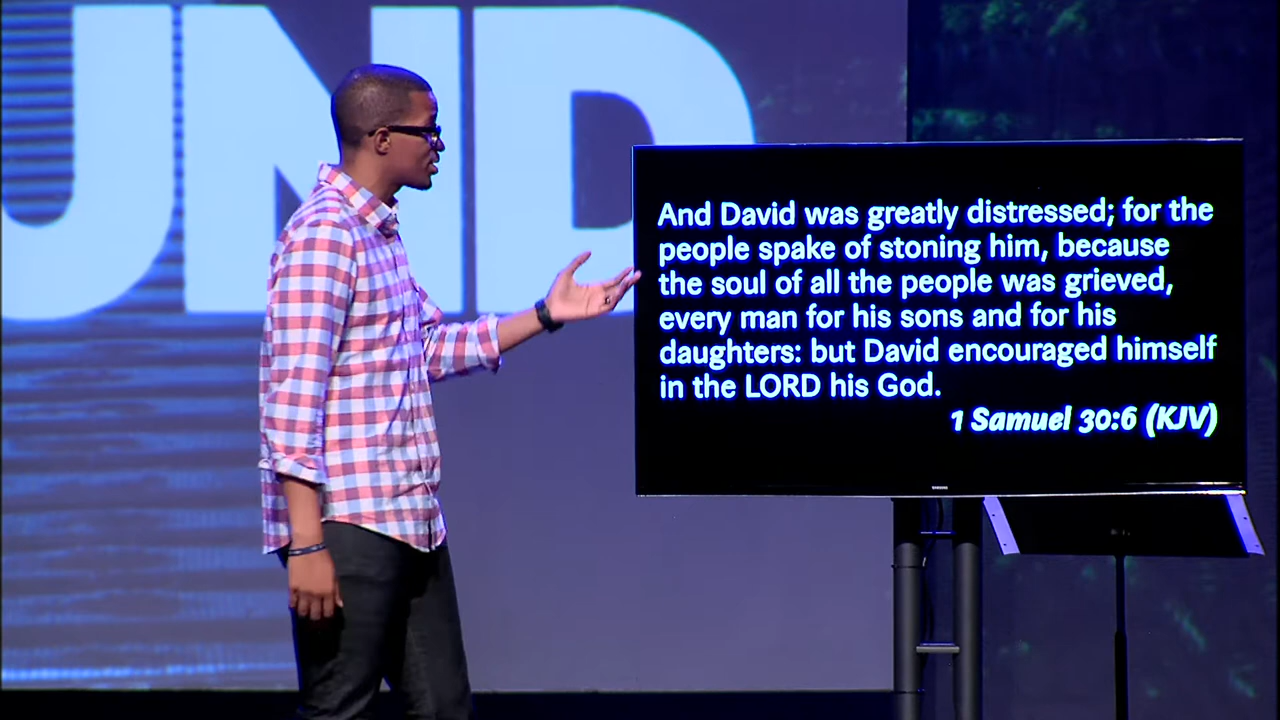 UND
And David was greatly distressed; for the
people spake of stoning him, because
the soul of all the people was grieved,
every man for his sons and for his
daughters: but David encouraged himself
in the LORD his God.
1 Samuel 30:6 (KJV)
SAMSUNG